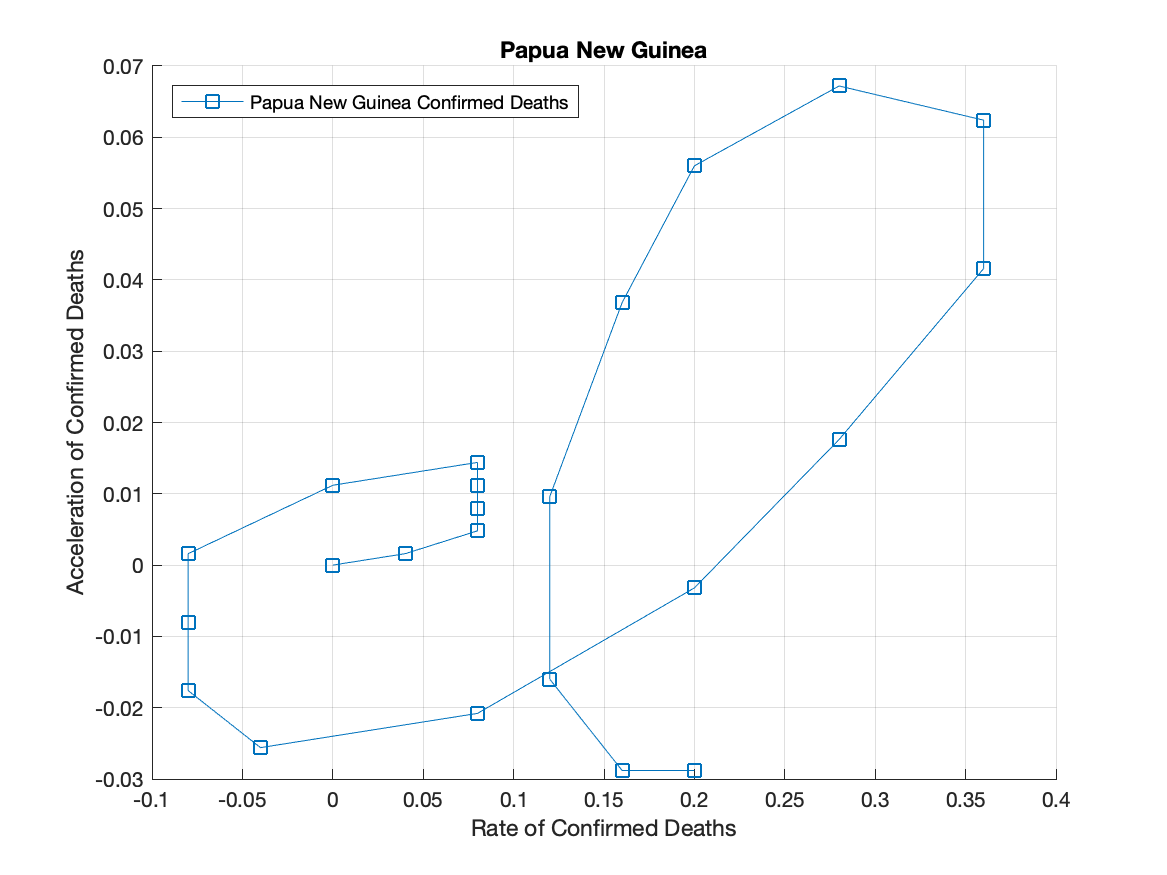 Papua New Guinea
Papua New Guinea Confirmed Deaths
Acceleration of Confirmed Deaths
0.07
0.06
0.05
0.04
0.03
0.02
0.01
0
-0.01
-0.02
-0.03
-0.1 -0.05 0 0.05 0.1 0.15 0.2 0.25 0.3 0.35 0.4
Rate of Confirmed Deaths